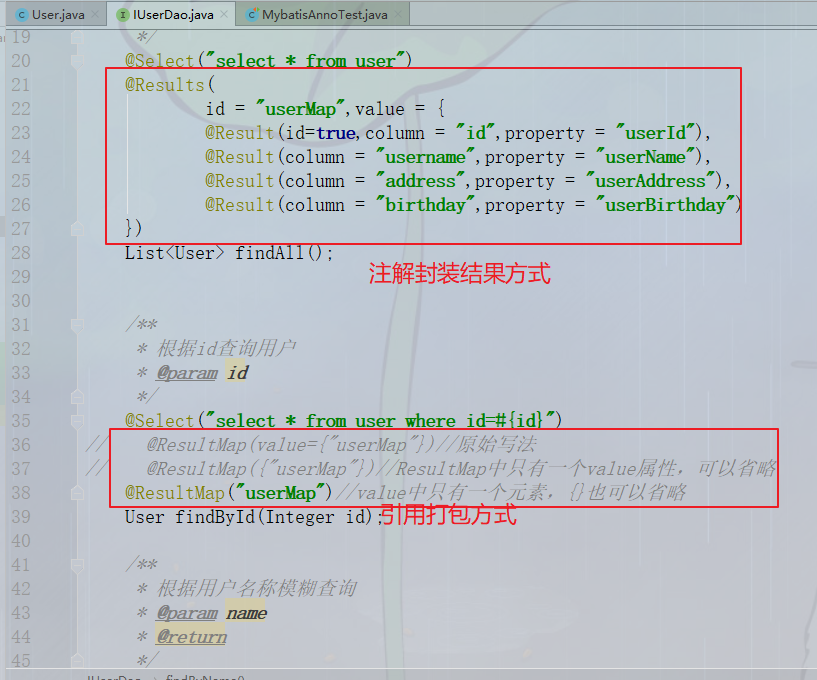 User.java IUserDao.java MybatisAnnoTest.java
19 */
20 @Select("select * from user")
21 @Results(
22 id = "userMap",value = {
23 @Result(id=true,column = "id",property = "userId"),
24 @Result(column = "username",property = "userName"),
25 @Result(column = "address",property = "userAddress"),
26 @Result(column = "birthday",property = "userBirthday")
27 })
28 List<User> findAll();
注解封装结果方式
29
30
31 /**
32 * 根据id查询用户
33 * @param id
34 */
35 @Select("select * from user where id=#{id}")
36 // @ResultMap(value={"userMap"})//原始写法
37 // @ResultMap({"userMap"})//ResultMap中只有一个value属性，可以省略
38 @ResultMap("userMap")//value中只有一个元素，{}也可以省略
39 User findById(Integer id);
引用打包方式
40
41 /**
42 * 根据用户名称模糊查询
43 * @param name
44 * @return
45 */
IUserDao findByName()